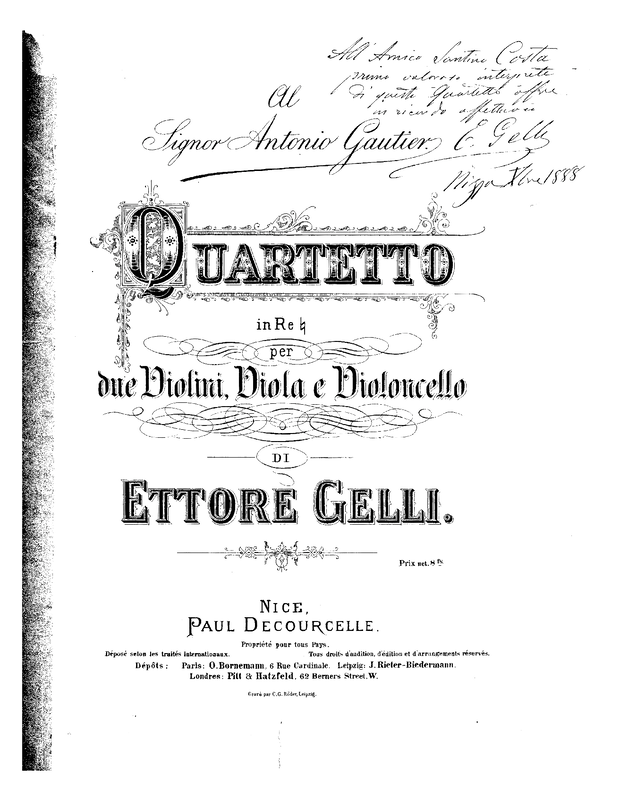 All' Amico Santino Costa
primo valoroso interprete
di questo Quartetto offre
in ricordo affettuoso
E. Gelli
Nizza Xbre 1888
Al
Signor Antonio Gautier.
QUARTETTO
in Re ♮
per
due Violini, Viola e Violoncello
DI
ETTORE GELLI.
Prix net. 8 Fr.
NICE,
PAUL DECOURCELLE.
Propriété pour tous Pays.
Déposé selon les traités internationaux. Tous droits d'audition, d'édition et d'arrangements réservés.
Dépôts: Paris: O. Bornemann, 6 Rue Cardinale. Leipzig: J. Rieter-Biedermann.
Londres: Pitt & Hatzfeld, 62 Berners Street. W.
Gravé par C. G. Röder, Leipzig.